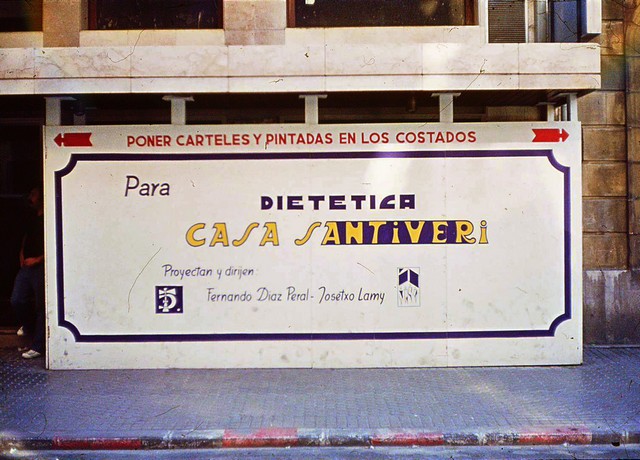 PONER CARTELES Y PINTADAS EN LOS COSTADOS
Para
DIETETICA
CASA SANTIVERI
Proyectan y dirijen:
Fernando Diaz Peral - Josetxo Lamy